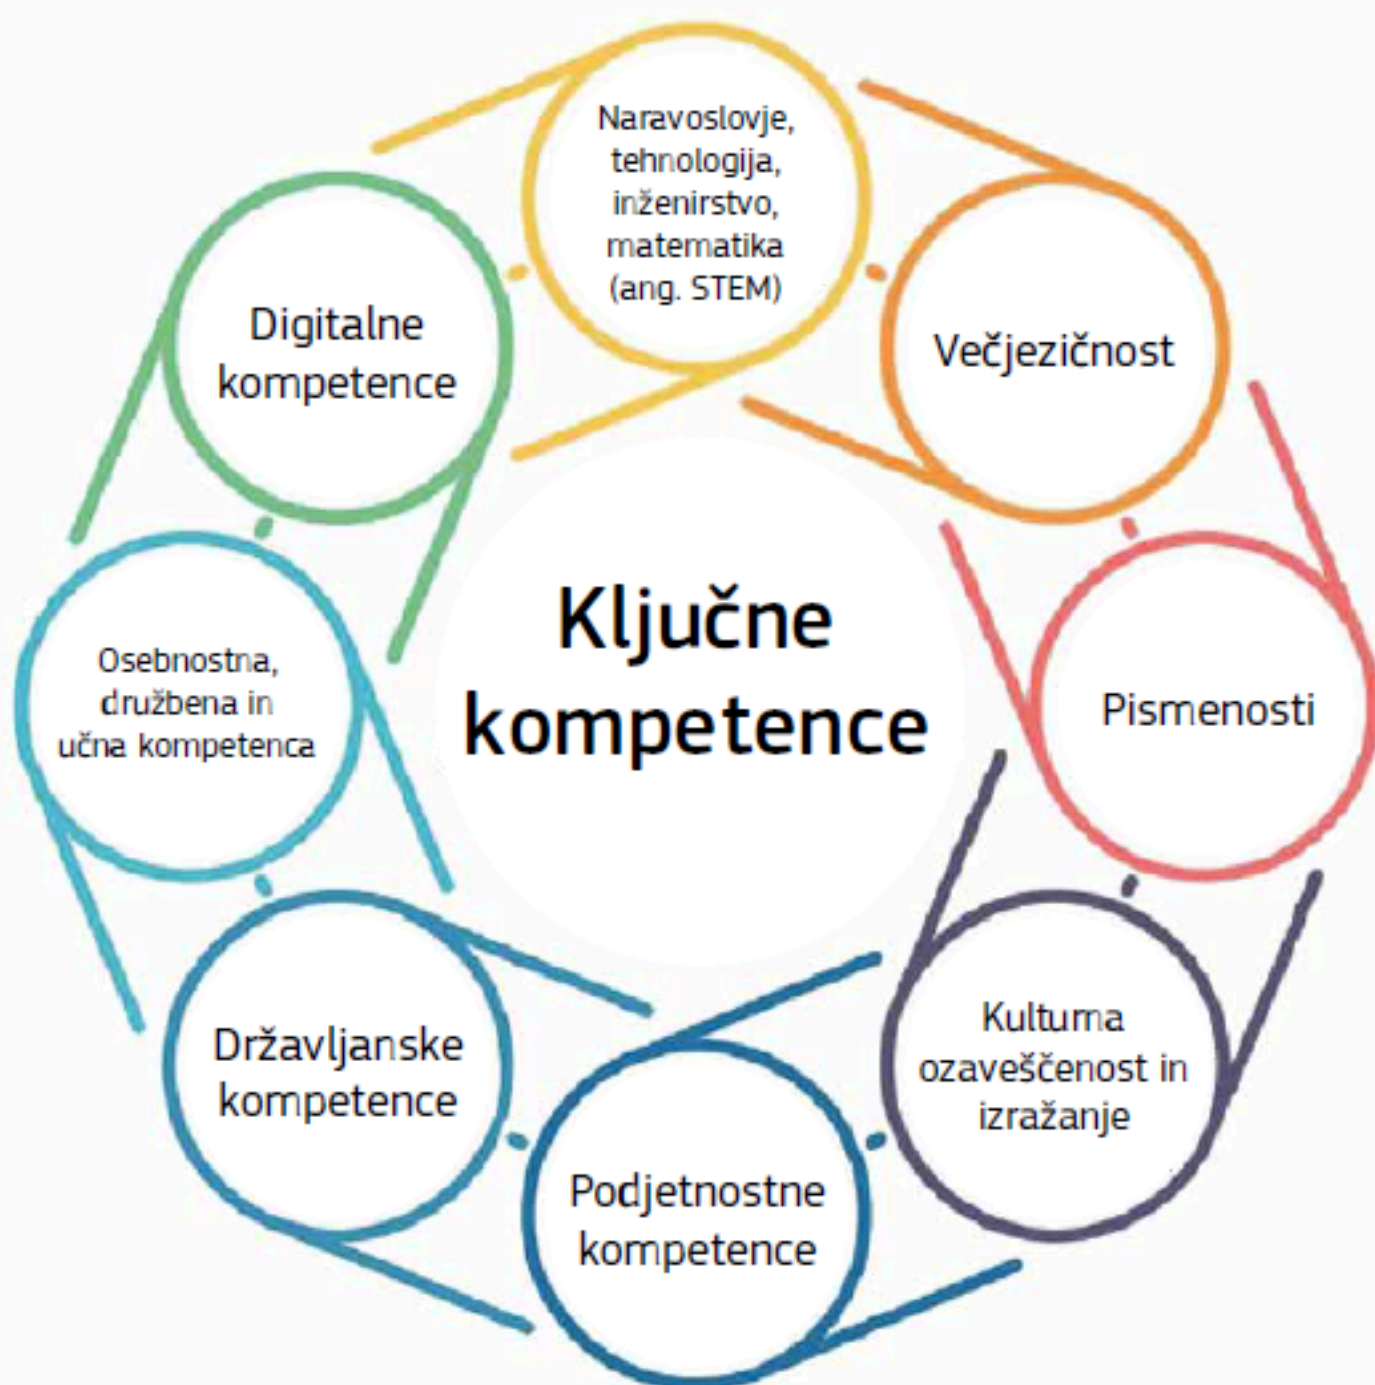 Naravoslovje,
tehnologija,
inženirstvo,
matematika
(ang. STEM)
Večjezičnost
Pismenosti
Kulturna
ozaveščenost in
izražanje
Podjetnostne
kompetence
Državljanske
kompetence
Osebnostna,
družbena in
učna kompetenca
Digitalne
kompetence
Ključne
kompetence